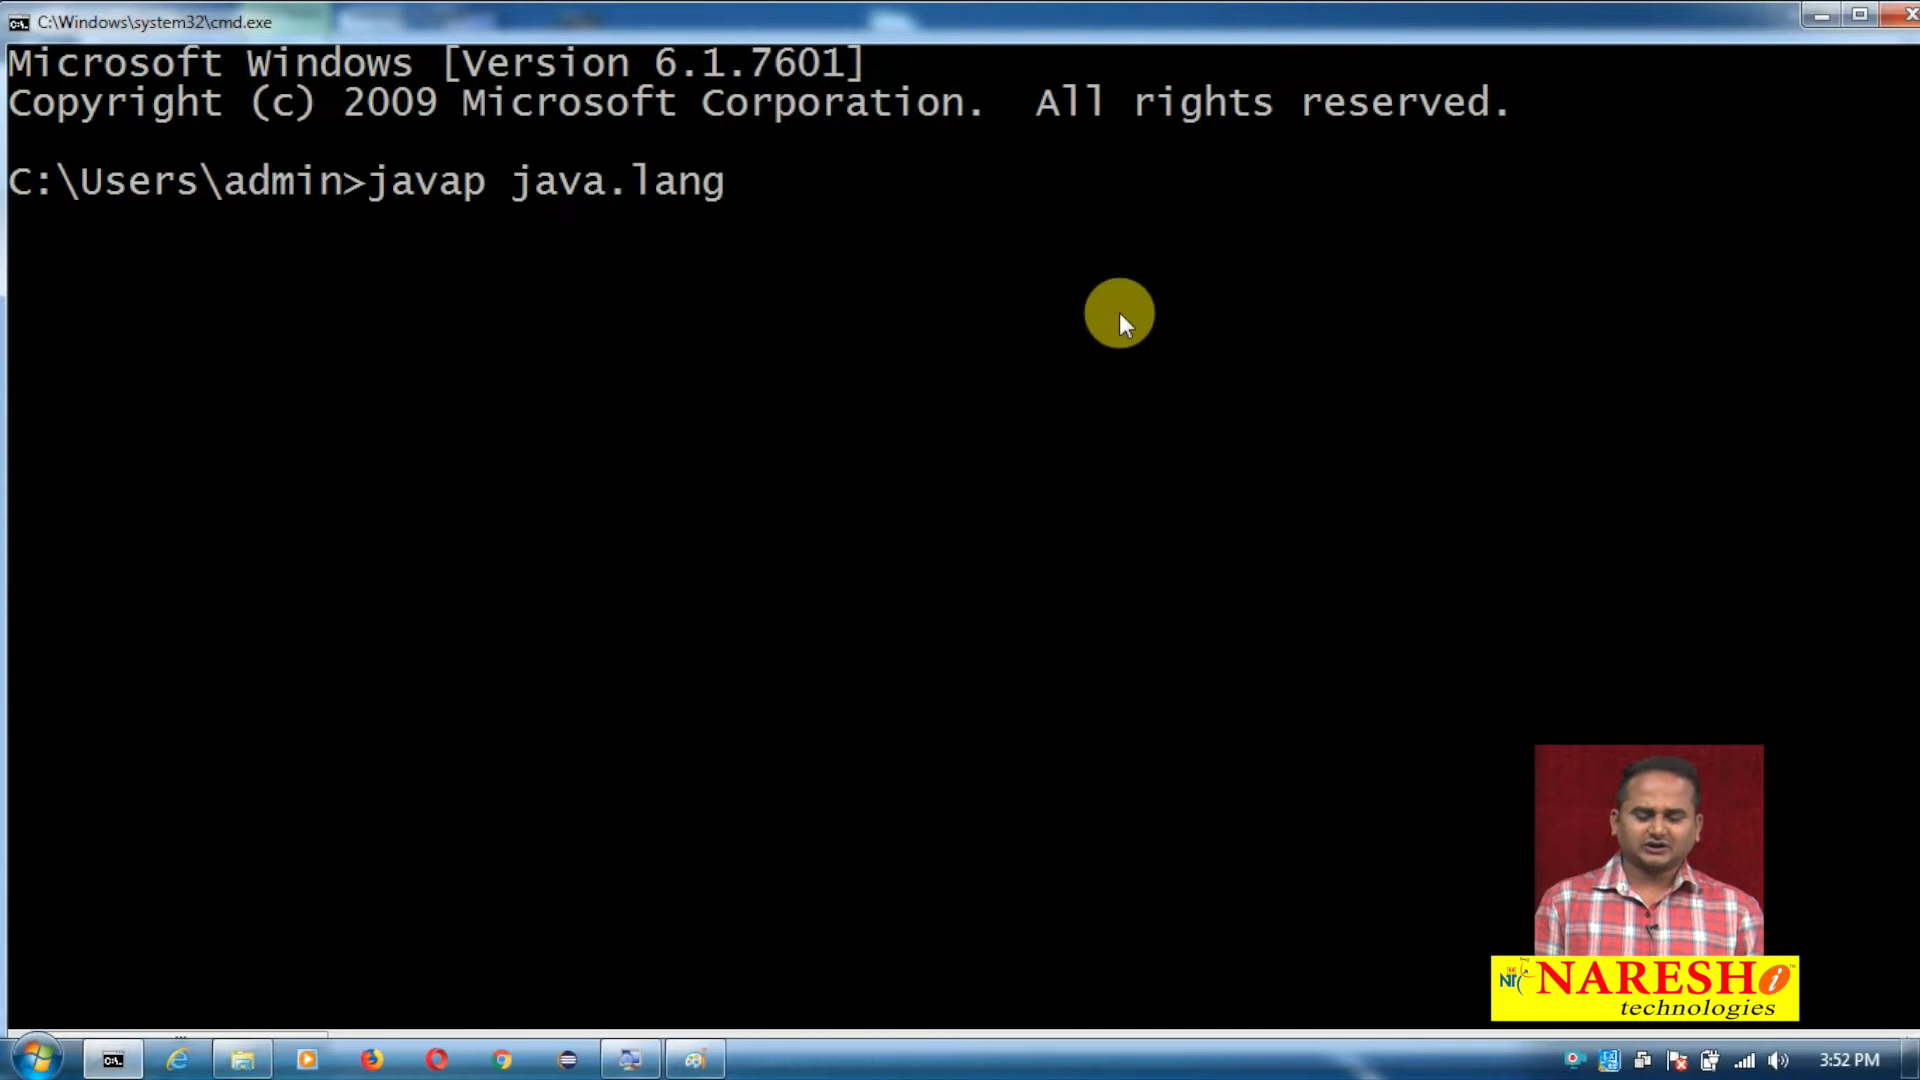 C:\Windows\system32\cmd.exe
Microsoft Windows [Version 6.1.7601]
Copyright (c) 2009 Microsoft Corporation.  All rights reserved.
C:\Users\admin>javap java.lang
NARESH i
technologies
3:52 PM